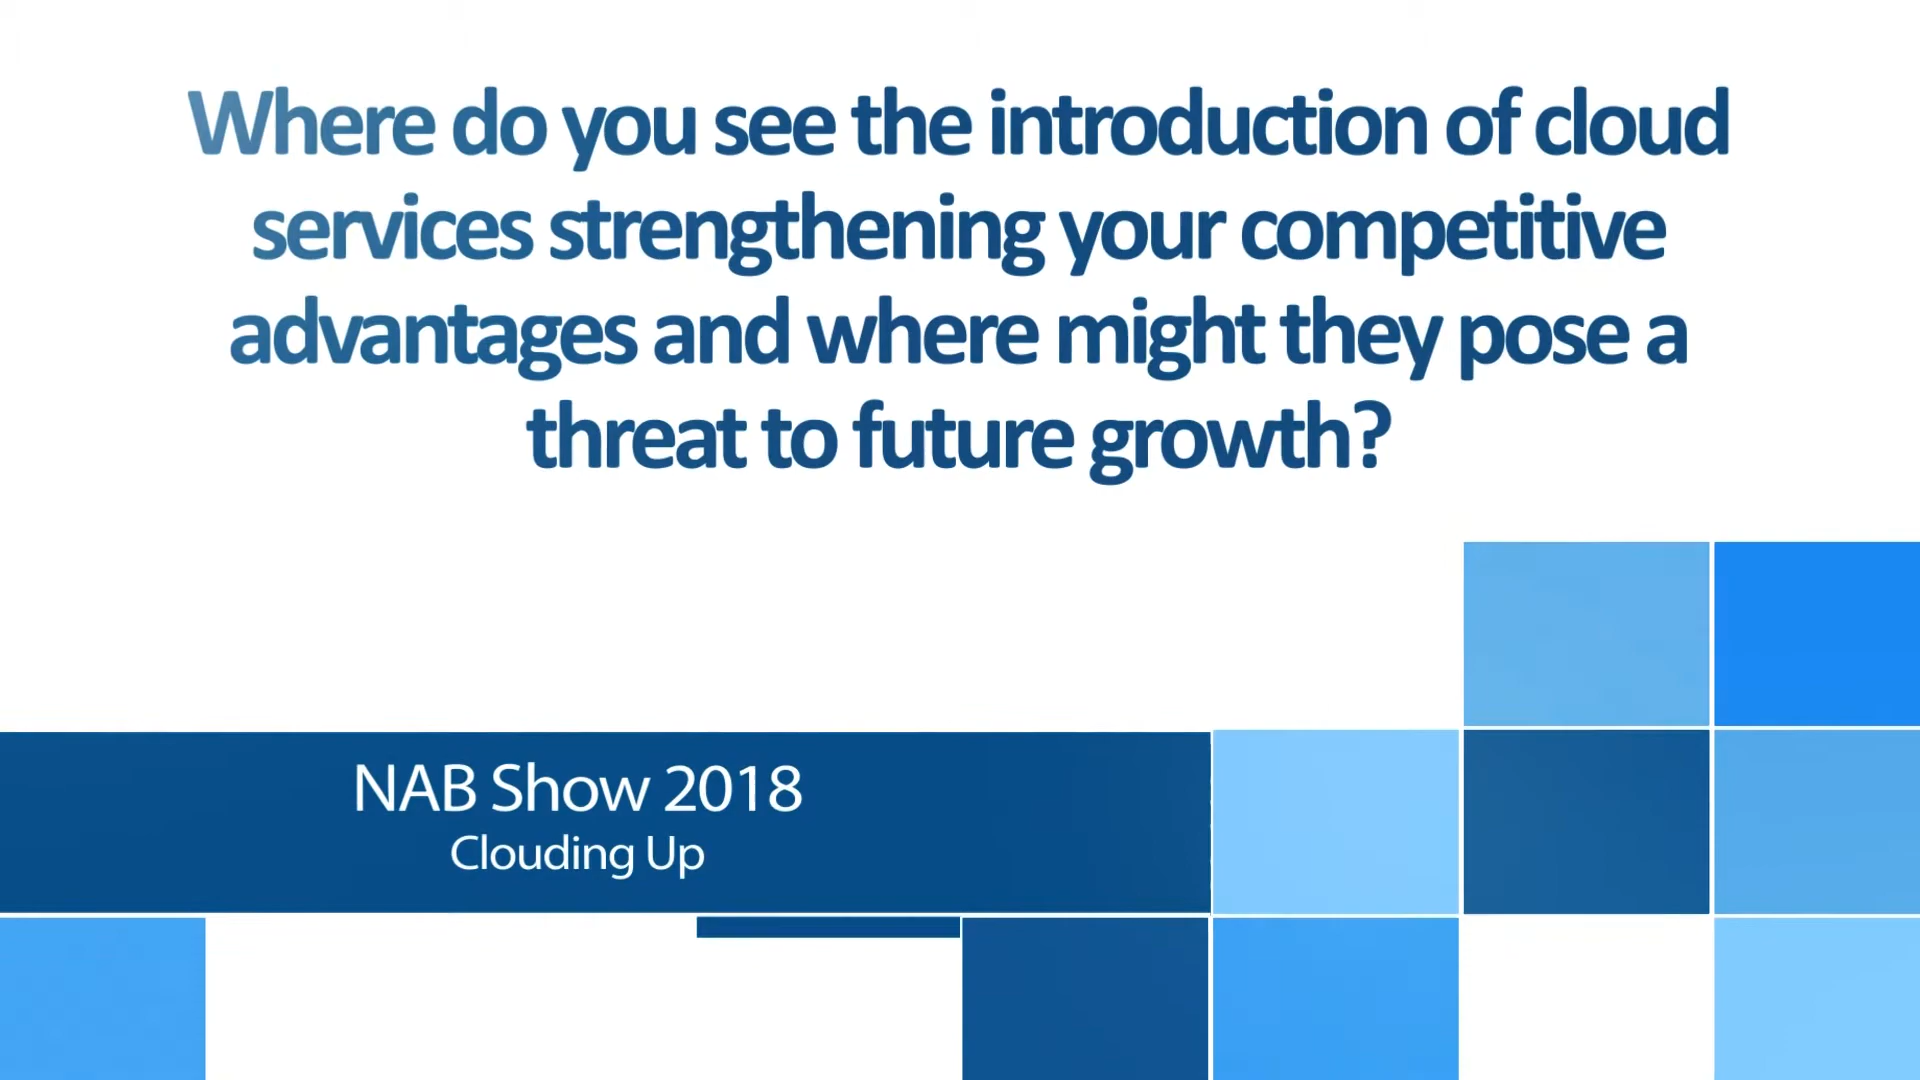 Where do you see the introduction of cloud
services strengthening your competitive
advantages and where might they pose a
threat to future growth?
NAB Show 2018
Clouding Up